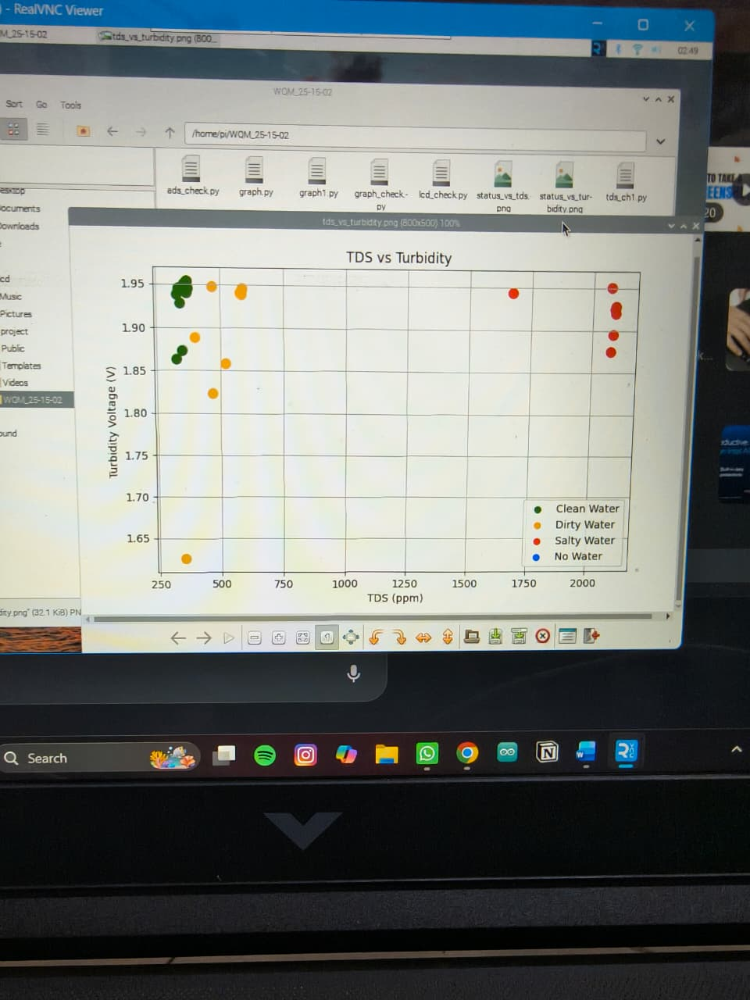 - RealVNC Viewer
M_25-15-02
tds_vs_turbidity.png (800...
02:49
WQM_25-15-02
Sort Go Tools
/home/pi/WQM_25-15-02
ads_check.py
graph.py
graph1.py
graph_check-
py
lcd_check.py
status_vs_tds.
png
status_vs_tur-
bidity.png
tds_ch1.py
esktop
ocuments
ownloads
cd
Music
Pictures
project
Public
Templates
Videos
WQM_25-15-02
ound
tds_vs_turbidity.png (800x500) 100%
TDS vs Turbidity
1.95
1.90
1.85
1.80
1.75
1.70
1.65
Turbidity Voltage (V)
Clean Water
Dirty Water
Salty Water
No Water
250 500 750 1000 1250 1500 1750 2000
TDS (ppm)
dity.png" (32.1 KiB) PN
TO TAKE
EENSH
20
k...
Search